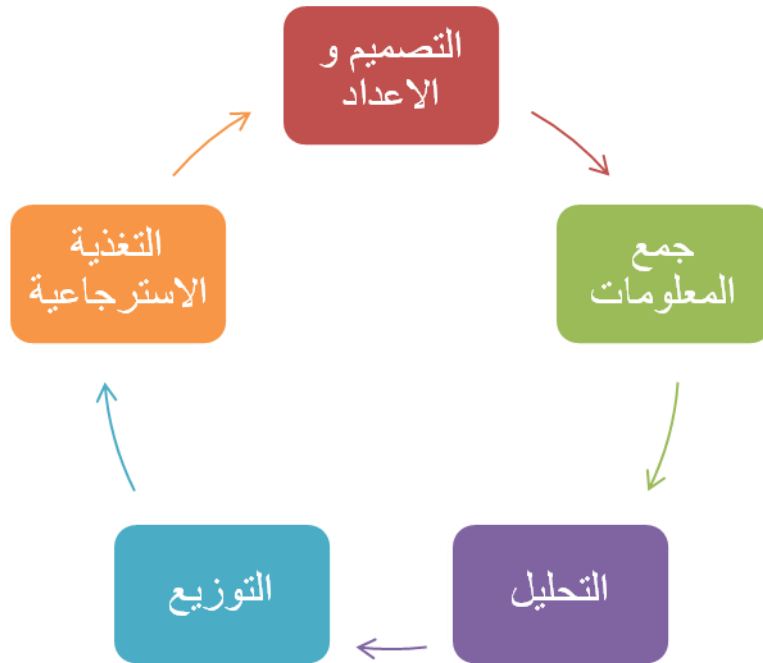 التصميم و
الاعداد
جمع
المعلومات
التحليل
التوزيع
التغذية
الاسترجاعية